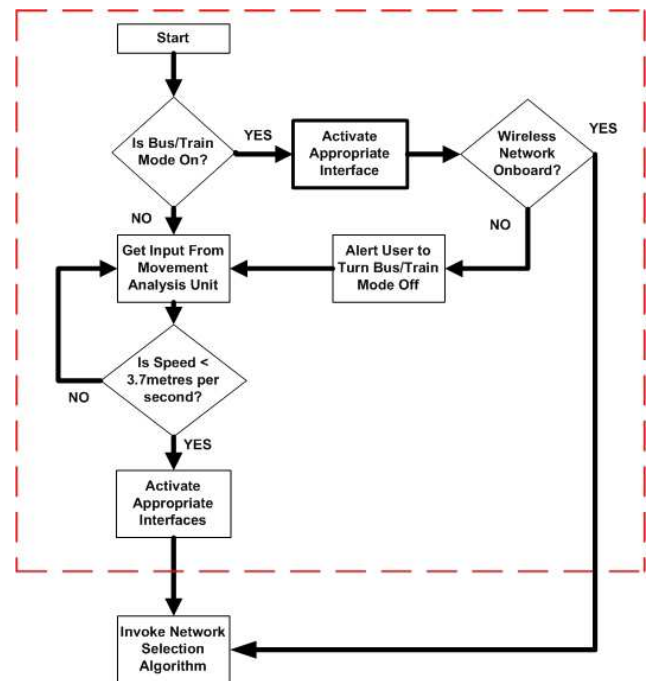 Start
Is Bus/Train
Mode On?
YES
Activate
Appropriate
Interface
Wireless
Network
Onboard?
YES
NO
NO
Get Input From
Movement
Analysis Unit
Alert User to
Turn Bus/Train
Mode Off
Is Speed <
3.7metres per
second?
NO
YES
Activate
Appropriate
Interfaces
Invoke Network
Selection
Algorithm